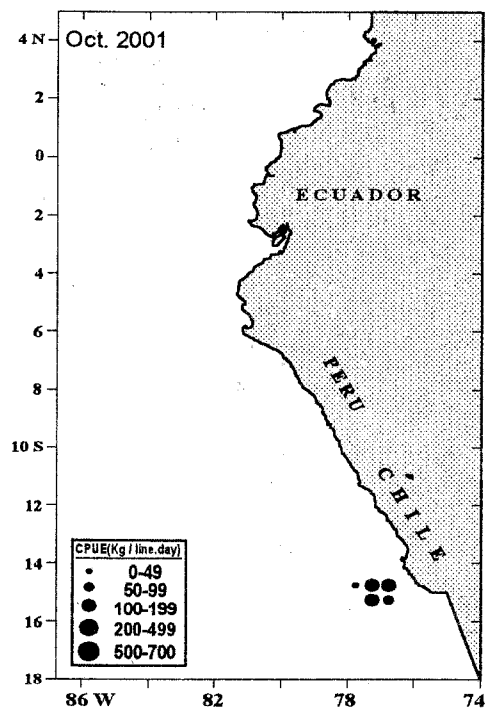 4 N
Oct. 2001
2
0
ECUADOR
2
4
6
8
PERU
10 S
CHILE
12
14
16
18
CPUE(Kg / line.day)
0-49
50-99
100-199
200-499
500-700
86 W
82
78
74